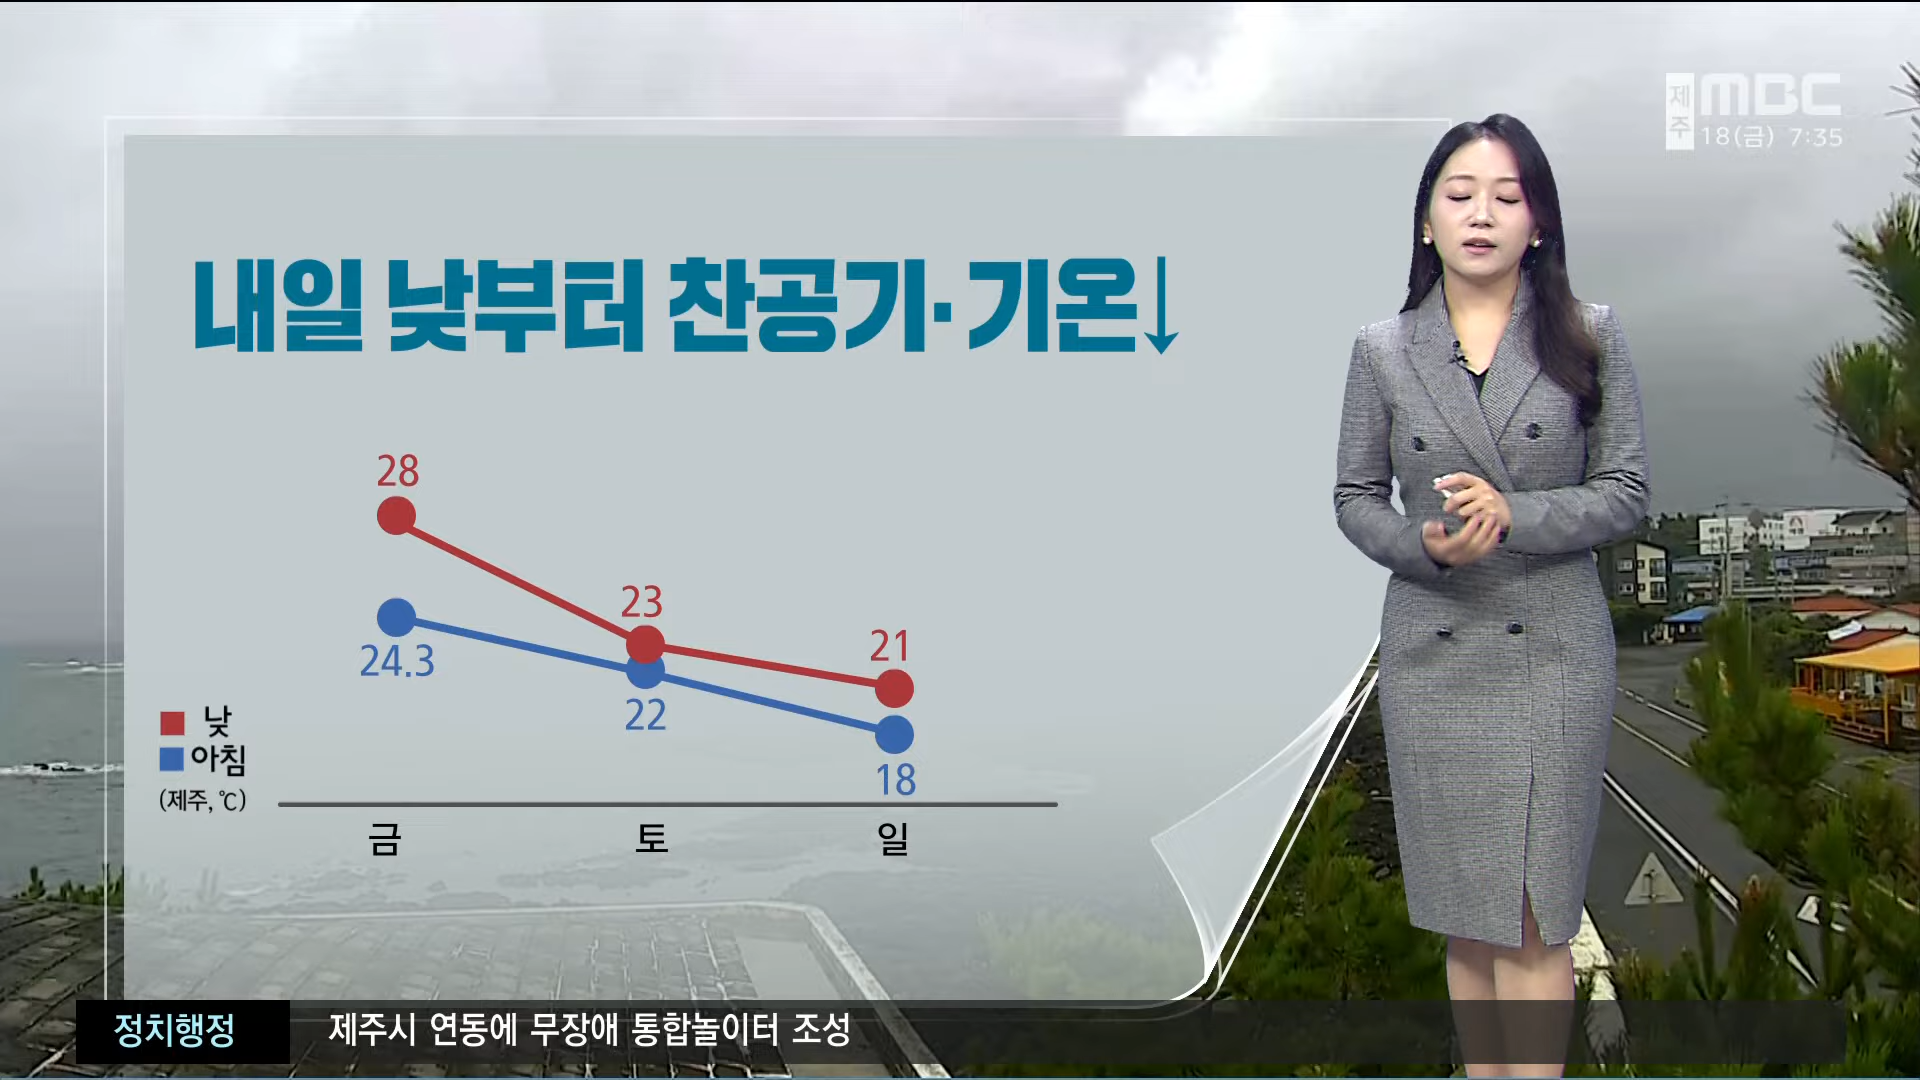 제주 MBC
18(금) 7:35
내일 낮부터 찬공기·기온↓
28
23
21
24.3
22
18
낮
아침
(제주, ℃)
금 토 일
정치행정 제주시 연동에 무장애 통합놀이터 조성